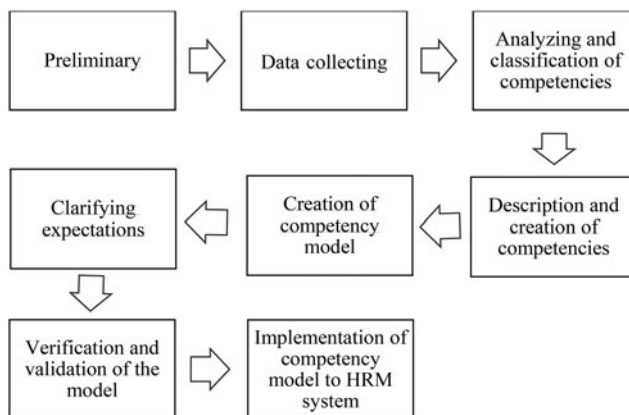 Preliminary
Data collecting
Analyzing and
classification of
competencies
Description and
creation of
competencies
Creation of
competency
model
Clarifying
expectations
Verification and
validation of the
model
Implementation of
competency
model to HRM
system